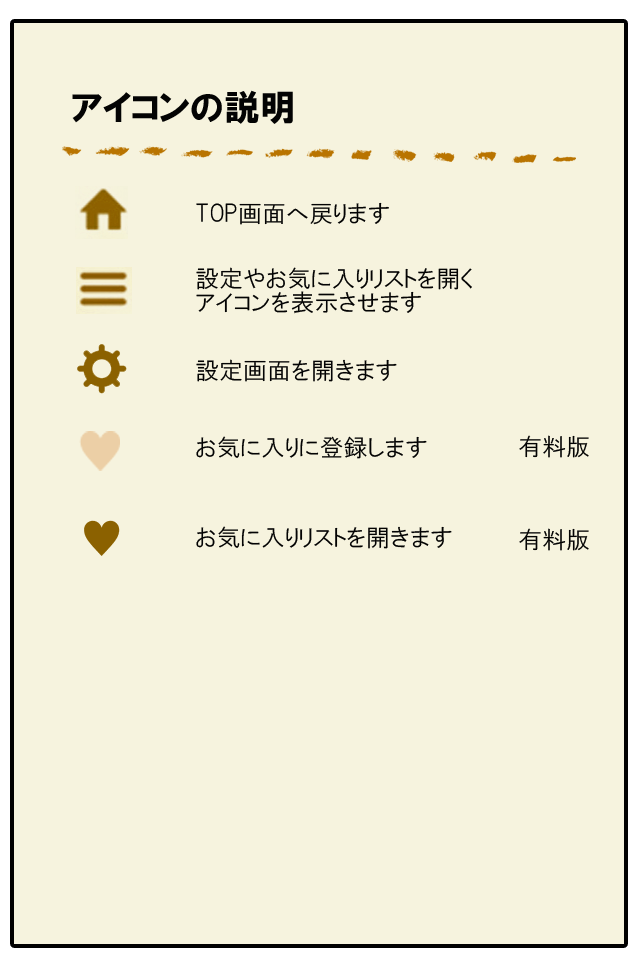 アイコンの説明
TOP画面へ戻ります
設定やお気に入りリストを開く
アイコンを表示させます
設定画面を開きます
お気に入りに登録します 有料版
お気に入りリストを開きます 有料版